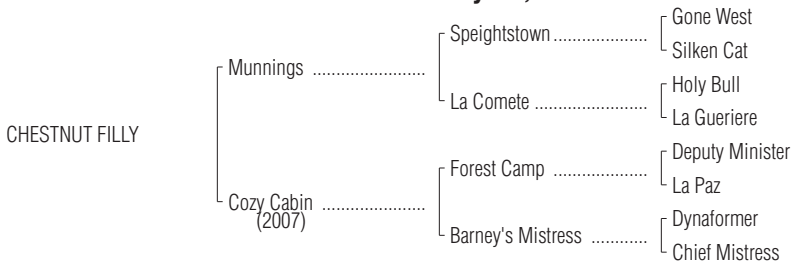 Gone West
Speightstown ......................
Silken Cat
Munnings ........................
Holy Bull
La Comete .........................
La Gueriere
CHESTNUT FILLY
Deputy Minister
Forest Camp .......................
La Paz
Cozy Cabin ......................
(2007)
Dynaformer
Barney's Mistress ............
Chief Mistress